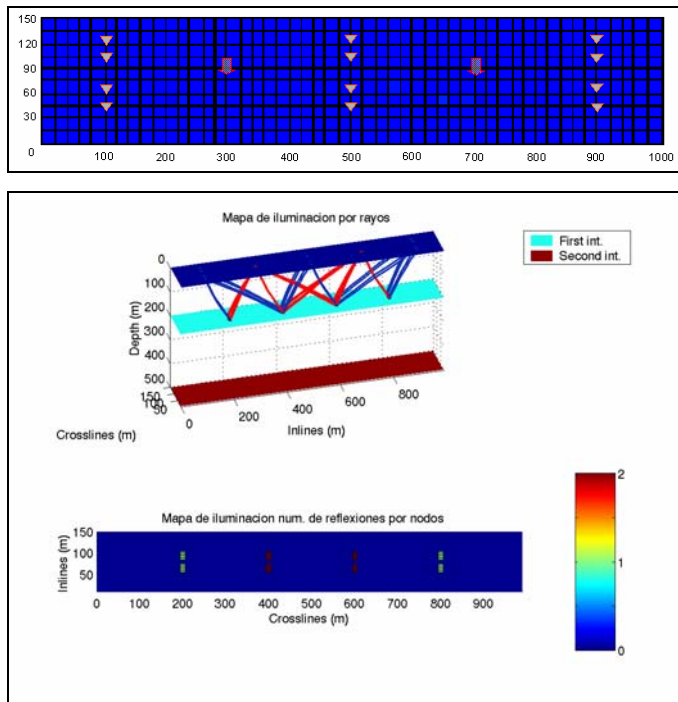 150
120
90
60
30
0
100 200 300 400 500 600 700 800 900 1000
Mapa de iluminacion por rayos
First int.
Second int.
0
100
200
300
400
500
Depth (m)
150
100
50
Crosslines (m)
0 200 400 600 800
Inlines (m)
Mapa de iluminacion num. de reflexiones por nodos
150
100
50
Inlines (m)
0 100 200 300 400 500 600 700 800 900
Crosslines (m)
2
1
0